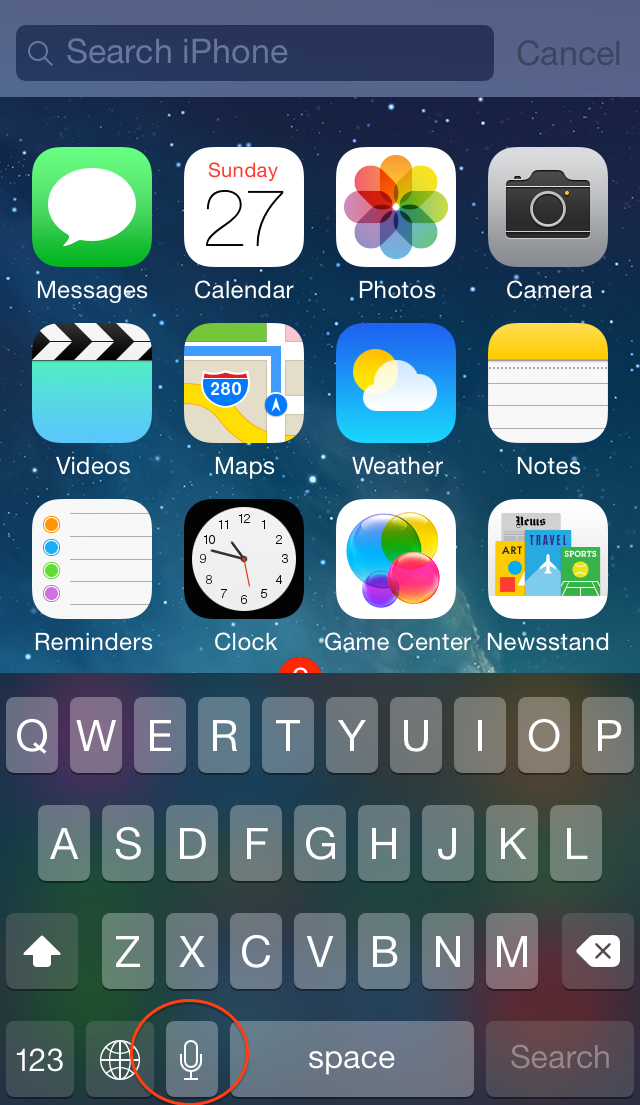 Search iPhone Cancel
Sunday
27
Messages Calendar Photos Camera
280
Videos Maps Weather Notes
12
11 1
10 2
9 3
8 4
7 5
6
News
TRAVEL
ART
SPORTS
Reminders Clock Game Center Newsstand
Q W E R T Y U I O P
A S D F G H J K L
Z X C V B N M
123 space Search